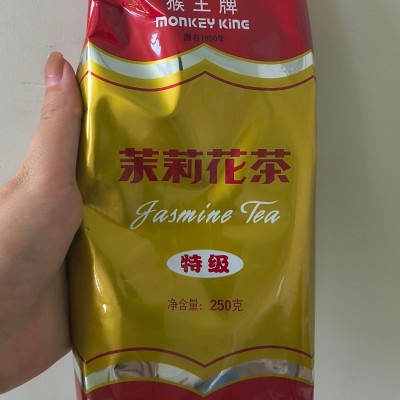 猴王牌
MONKEY KING
源自1950年
茉莉花茶
Jasmine Tea
特级
净含量: 250克